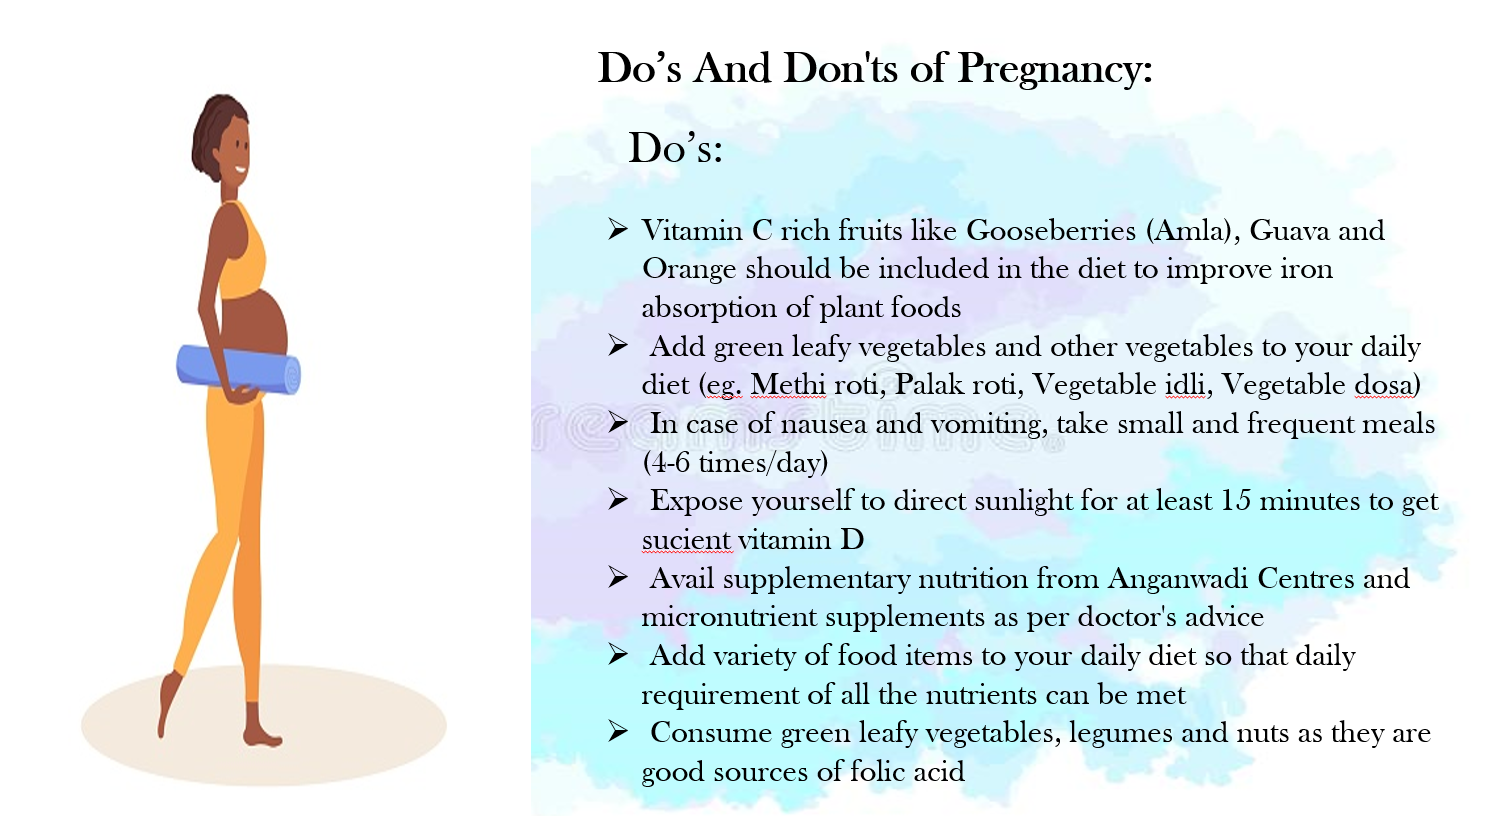 Do’s And Don'ts of Pregnancy:
Do’s:
➢ Vitamin C rich fruits like Gooseberries (Amla), Guava and
Orange should be included in the diet to improve iron
absorption of plant foods
➢ Add green leafy vegetables and other vegetables to your daily
diet (eg. Methi roti, Palak roti, Vegetable idli, Vegetable dosa)
➢ In case of nausea and vomiting, take small and frequent meals
(4-6 times/day)
➢ Expose yourself to direct sunlight for at least 15 minutes to get
sucient vitamin D
➢ Avail supplementary nutrition from Anganwadi Centres and
micronutrient supplements as per doctor's advice
➢ Add variety of food items to your daily diet so that daily
requirement of all the nutrients can be met
➢ Consume green leafy vegetables, legumes and nuts as they are
good sources of folic acid